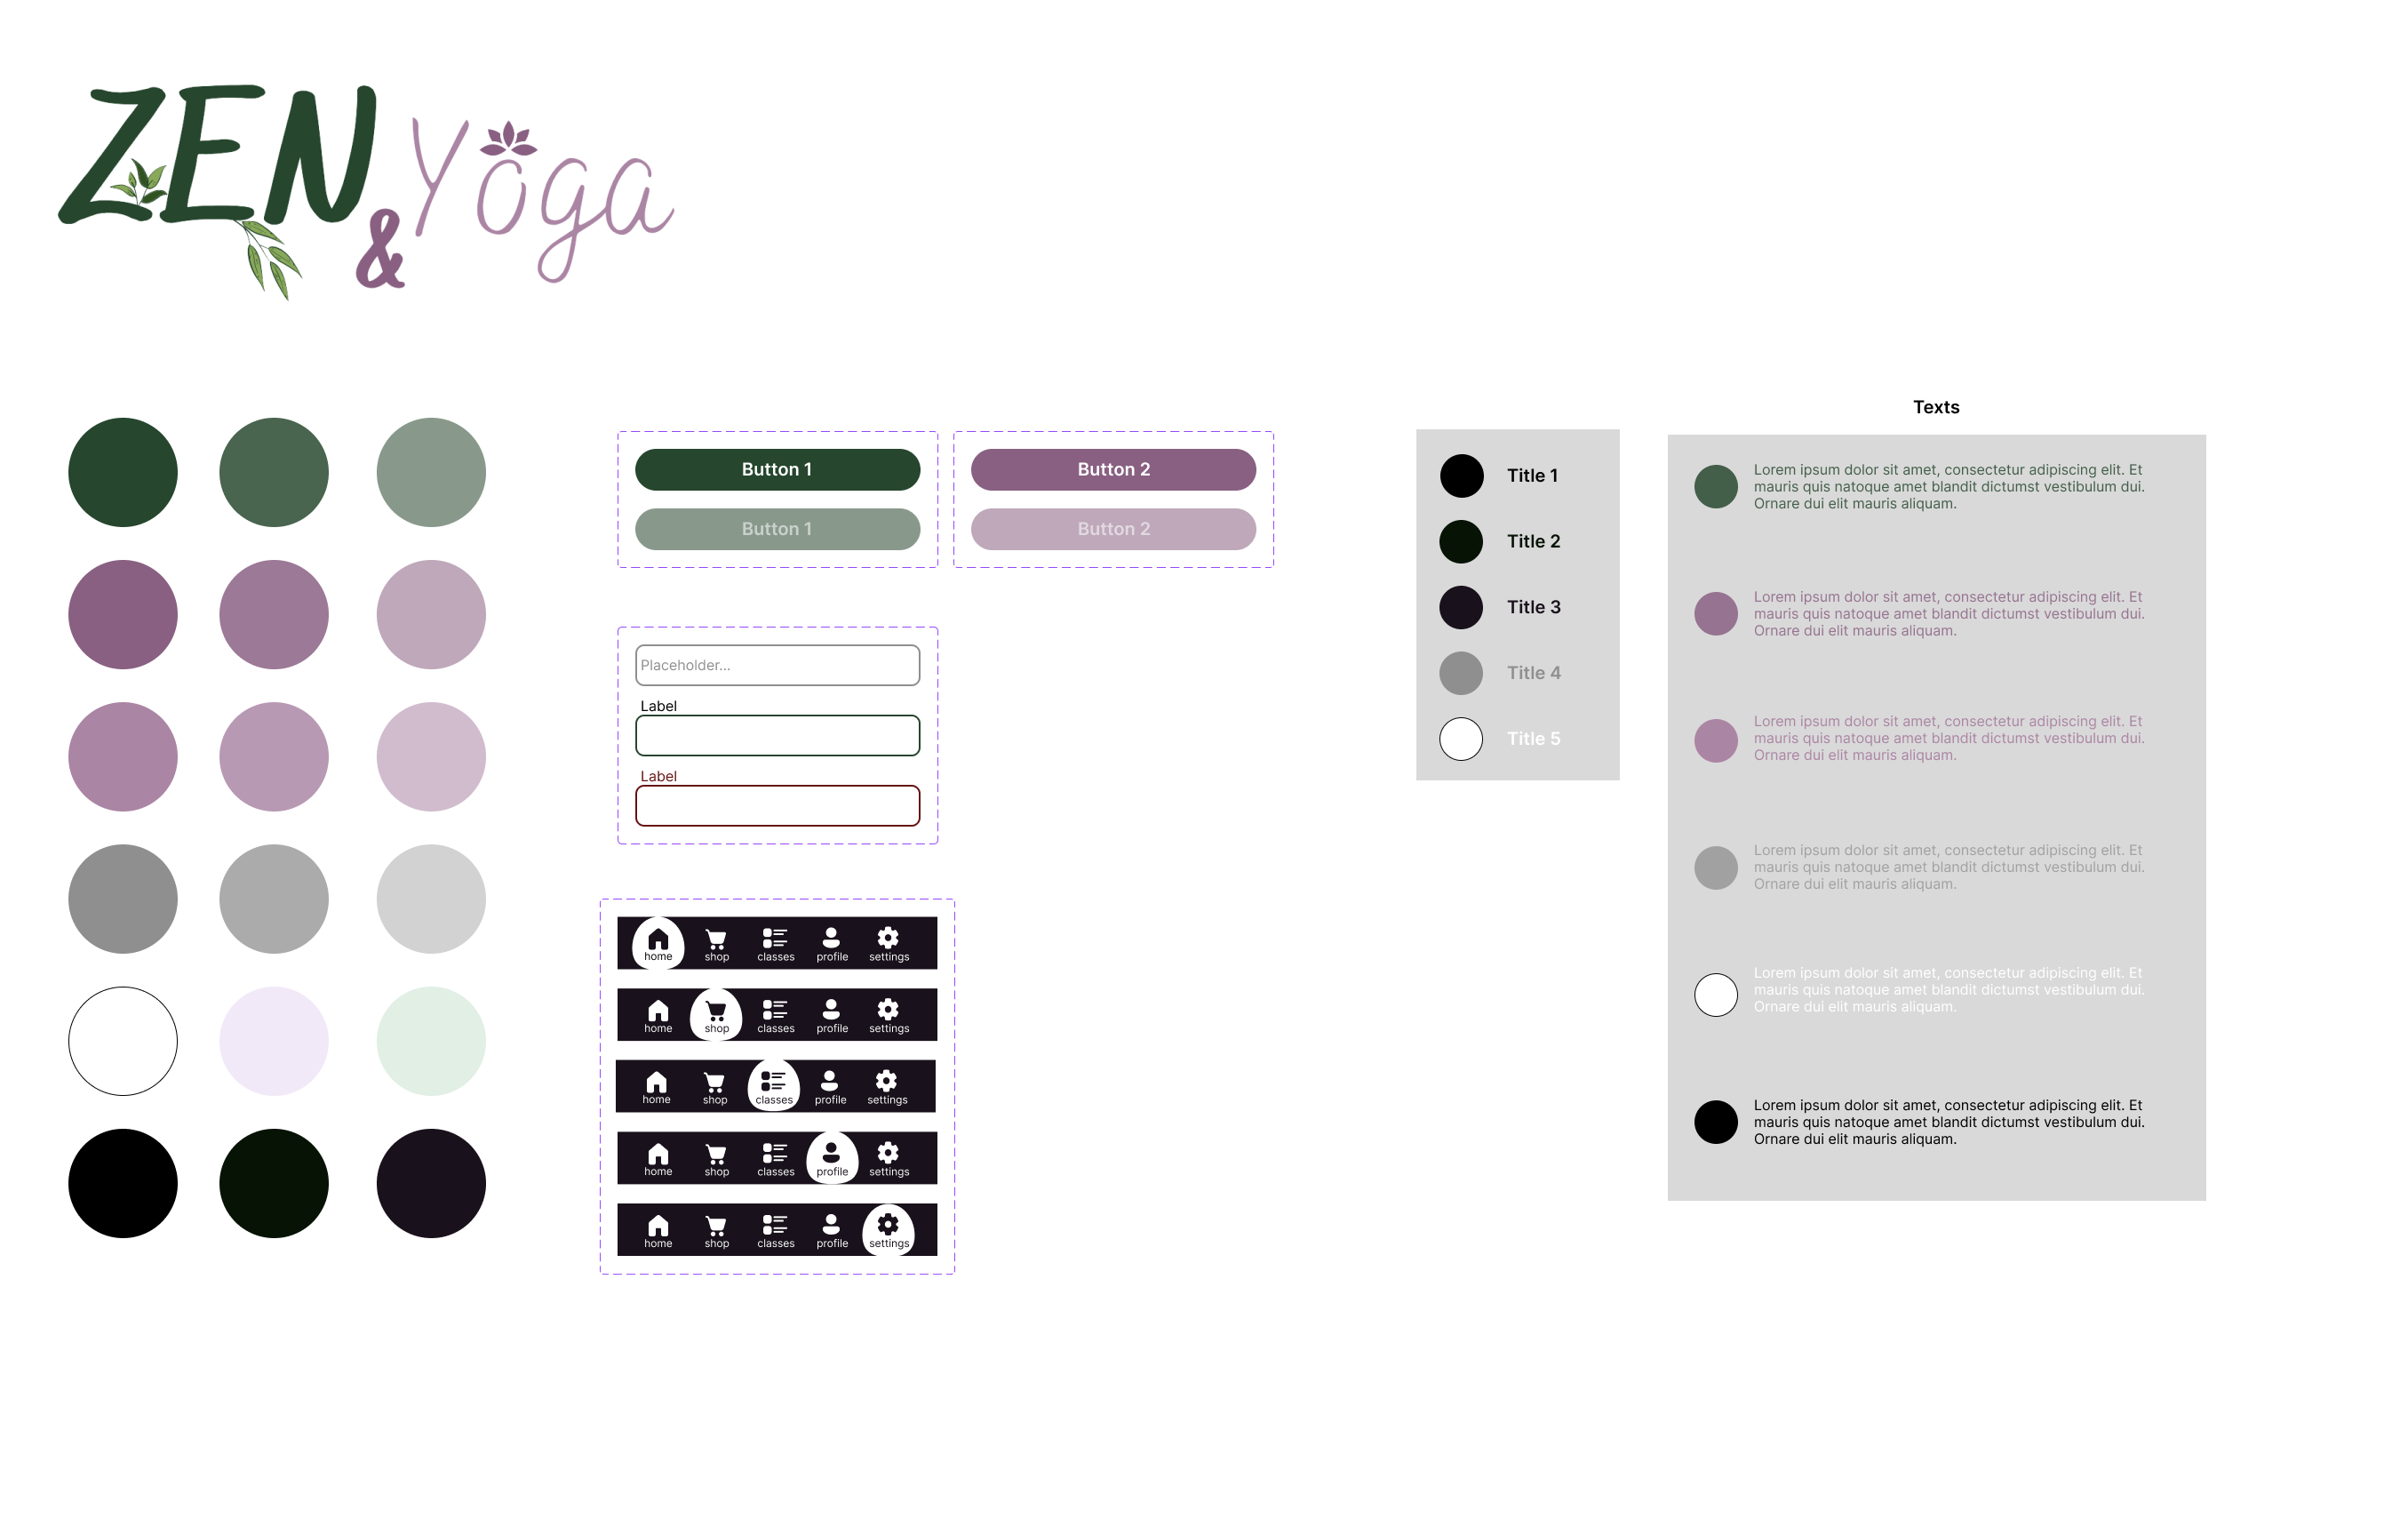 ZEN & Yoga
Button 1
Button 1
Button 2
Button 2
Placeholder...
Label
Label
home shop classes profile settings
home shop classes profile settings
home shop classes profile settings
home shop classes profile settings
home shop classes profile settings
Title 1
Title 2
Title 3
Title 4
Title 5
Texts
Lorem ipsum dolor sit amet, consectetur adipiscing elit. Et
mauris quis natoque amet blandit dictumst vestibulum dui.
Ornare dui elit mauris aliquam.
Lorem ipsum dolor sit amet, consectetur adipiscing elit. Et
mauris quis natoque amet blandit dictumst vestibulum dui.
Ornare dui elit mauris aliquam.
Lorem ipsum dolor sit amet, consectetur adipiscing elit. Et
mauris quis natoque amet blandit dictumst vestibulum dui.
Ornare dui elit mauris aliquam.
Lorem ipsum dolor sit amet, consectetur adipiscing elit. Et
mauris quis natoque amet blandit dictumst vestibulum dui.
Ornare dui elit mauris aliquam.
Lorem ipsum dolor sit amet, consectetur adipiscing elit. Et
mauris quis natoque amet blandit dictumst vestibulum dui.
Ornare dui elit mauris aliquam.
Lorem ipsum dolor sit amet, consectetur adipiscing elit. Et
mauris quis natoque amet blandit dictumst vestibulum dui.
Ornare dui elit mauris aliquam.